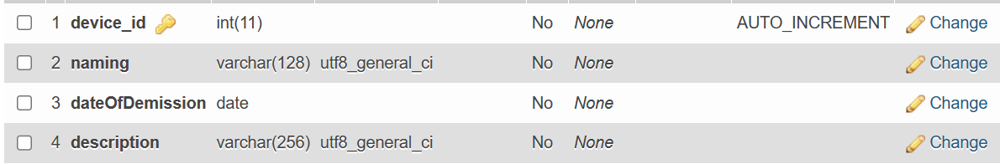 1 device_id int(11) No None AUTO_INCREMENT Change
2 naming varchar(128) utf8_general_ci No None Change
3 dateOfDemission date No None Change
4 description varchar(256) utf8_general_ci No None Change